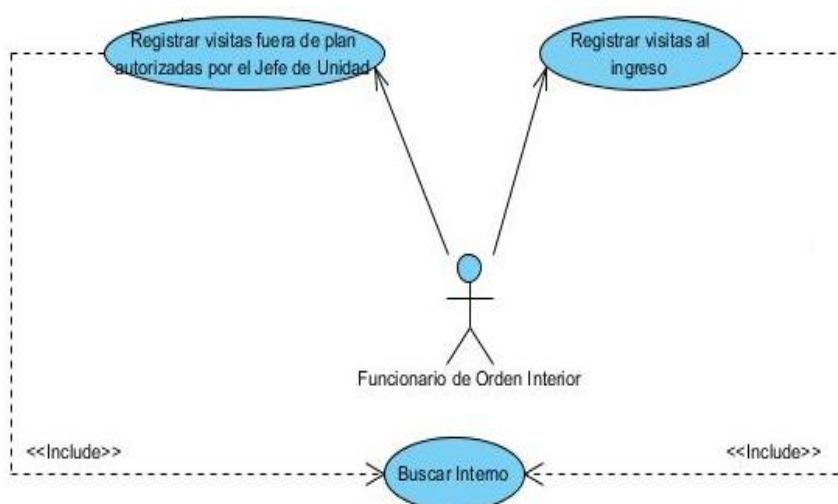 Registrar visitas fuera de plan
autorizadas por el Jefe de Unidad
Registrar visitas al
ingreso
Funcionario de Orden Interior
<<Include>>
<<Include>>
Buscar Interno